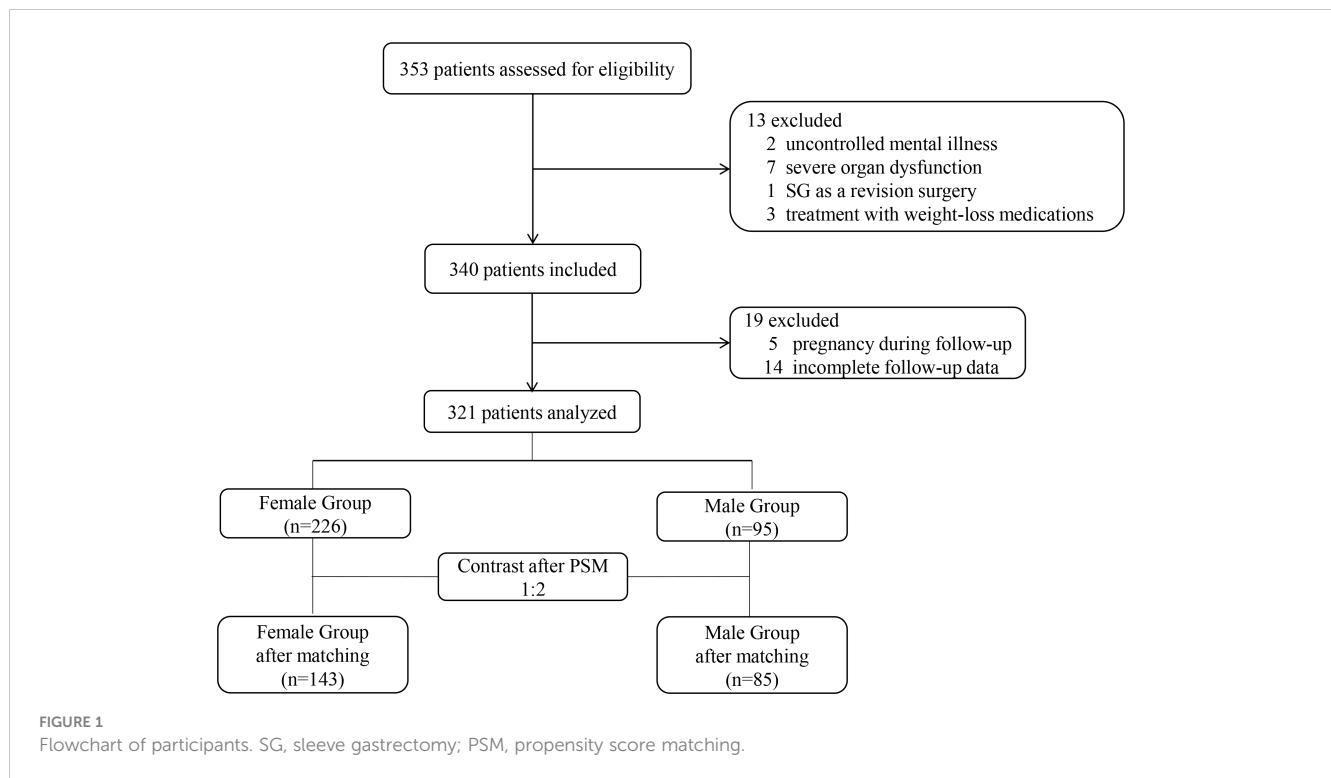 353 patients assessed for eligibility
13 excluded
2 uncontrolled mental illness
7 severe organ dysfunction
1 SG as a revision surgery
3 treatment with weight-loss medications
340 patients included
19 excluded
5 pregnancy during follow-up
14 incomplete follow-up data
321 patients analyzed
Female Group
(n=226)
Male Group
(n=95)
Contrast after PSM
1:2
Female Group
after matching
(n=143)
Male Group
after matching
(n=85)
FIGURE 1
Flowchart of participants. SG, sleeve gastrectomy; PSM, propensity score matching.